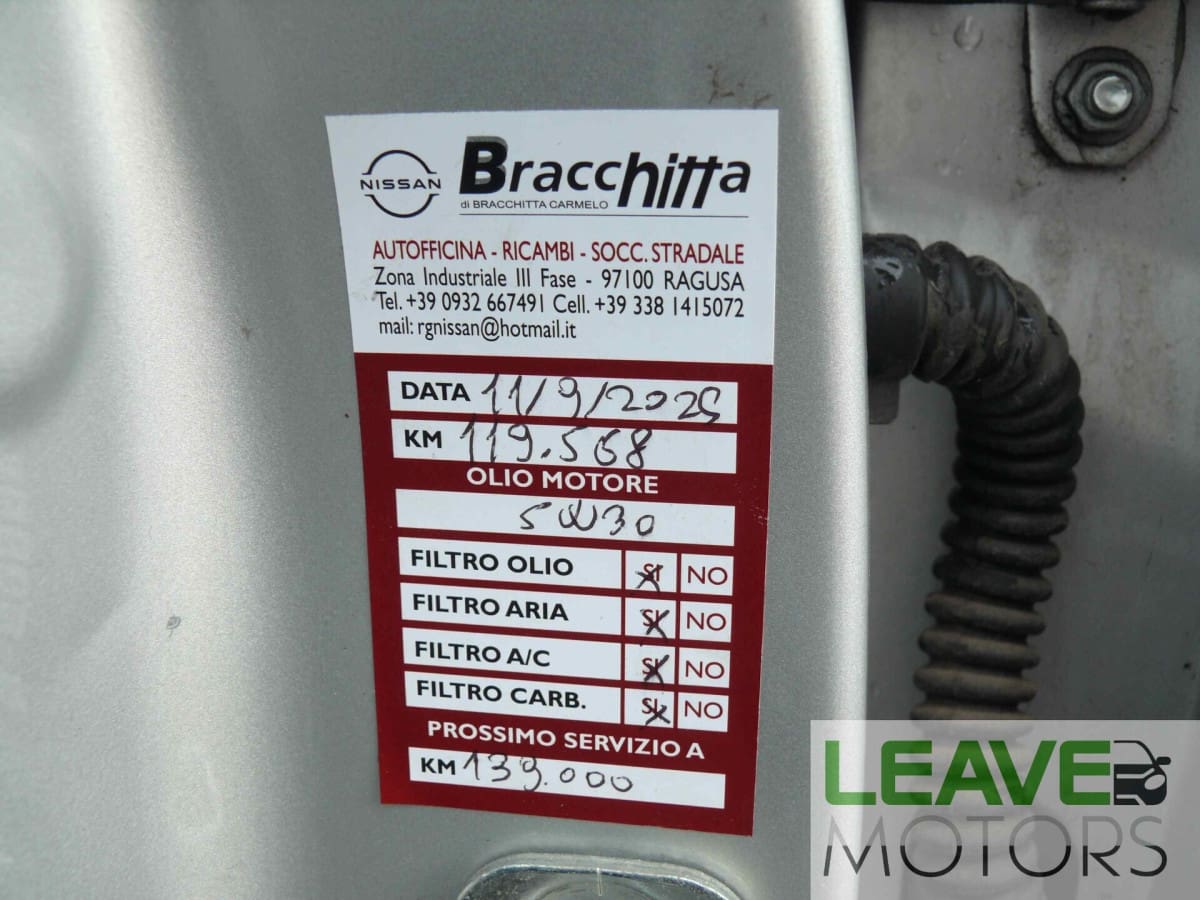 NISSAN
Bracchitta
di BRACCHITTA CARMELO
AUTOFFICINA - RICAMBI - SOCC. STRADALE
Zona Industriale III Fase - 97100 RAGUSA
Tel. +39 0932 667491 Cell. +39 338 1415072
mail: rgnissan@hotmail.it
DATA 11/9/2025
KM 119.568
OLIO MOTORE
5W30
FILTRO OLIO SI NO
FILTRO ARIA SI NO
FILTRO A/C SI NO
FILTRO CARB. SI NO
PROSSIMO SERVIZIO A
KM 139.000
LEAVE
MOTORS